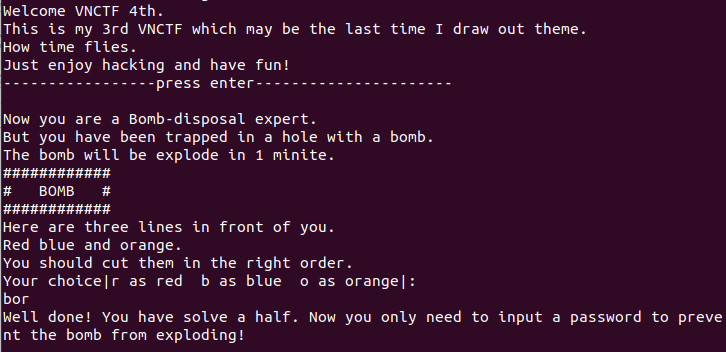 Welcome VNCTF 4th.
This is my 3rd VNCTF which may be the last time I draw out theme.
How time flies.
Just enjoy hacking and have fun!
-----------------press enter----------------------
Now you are a Bomb-disposal expert.
But you have been trapped in a hole with a bomb.
The bomb will be explode in 1 minite.
############
#   BOMB   #
############
Here are three lines in front of you.
Red blue and orange.
You should cut them in the right order.
Your choice|r as red  b as blue  o as orange|:
bor
Well done! You have solve a half. Now you only need to input a password to preve
nt the bomb from exploding!